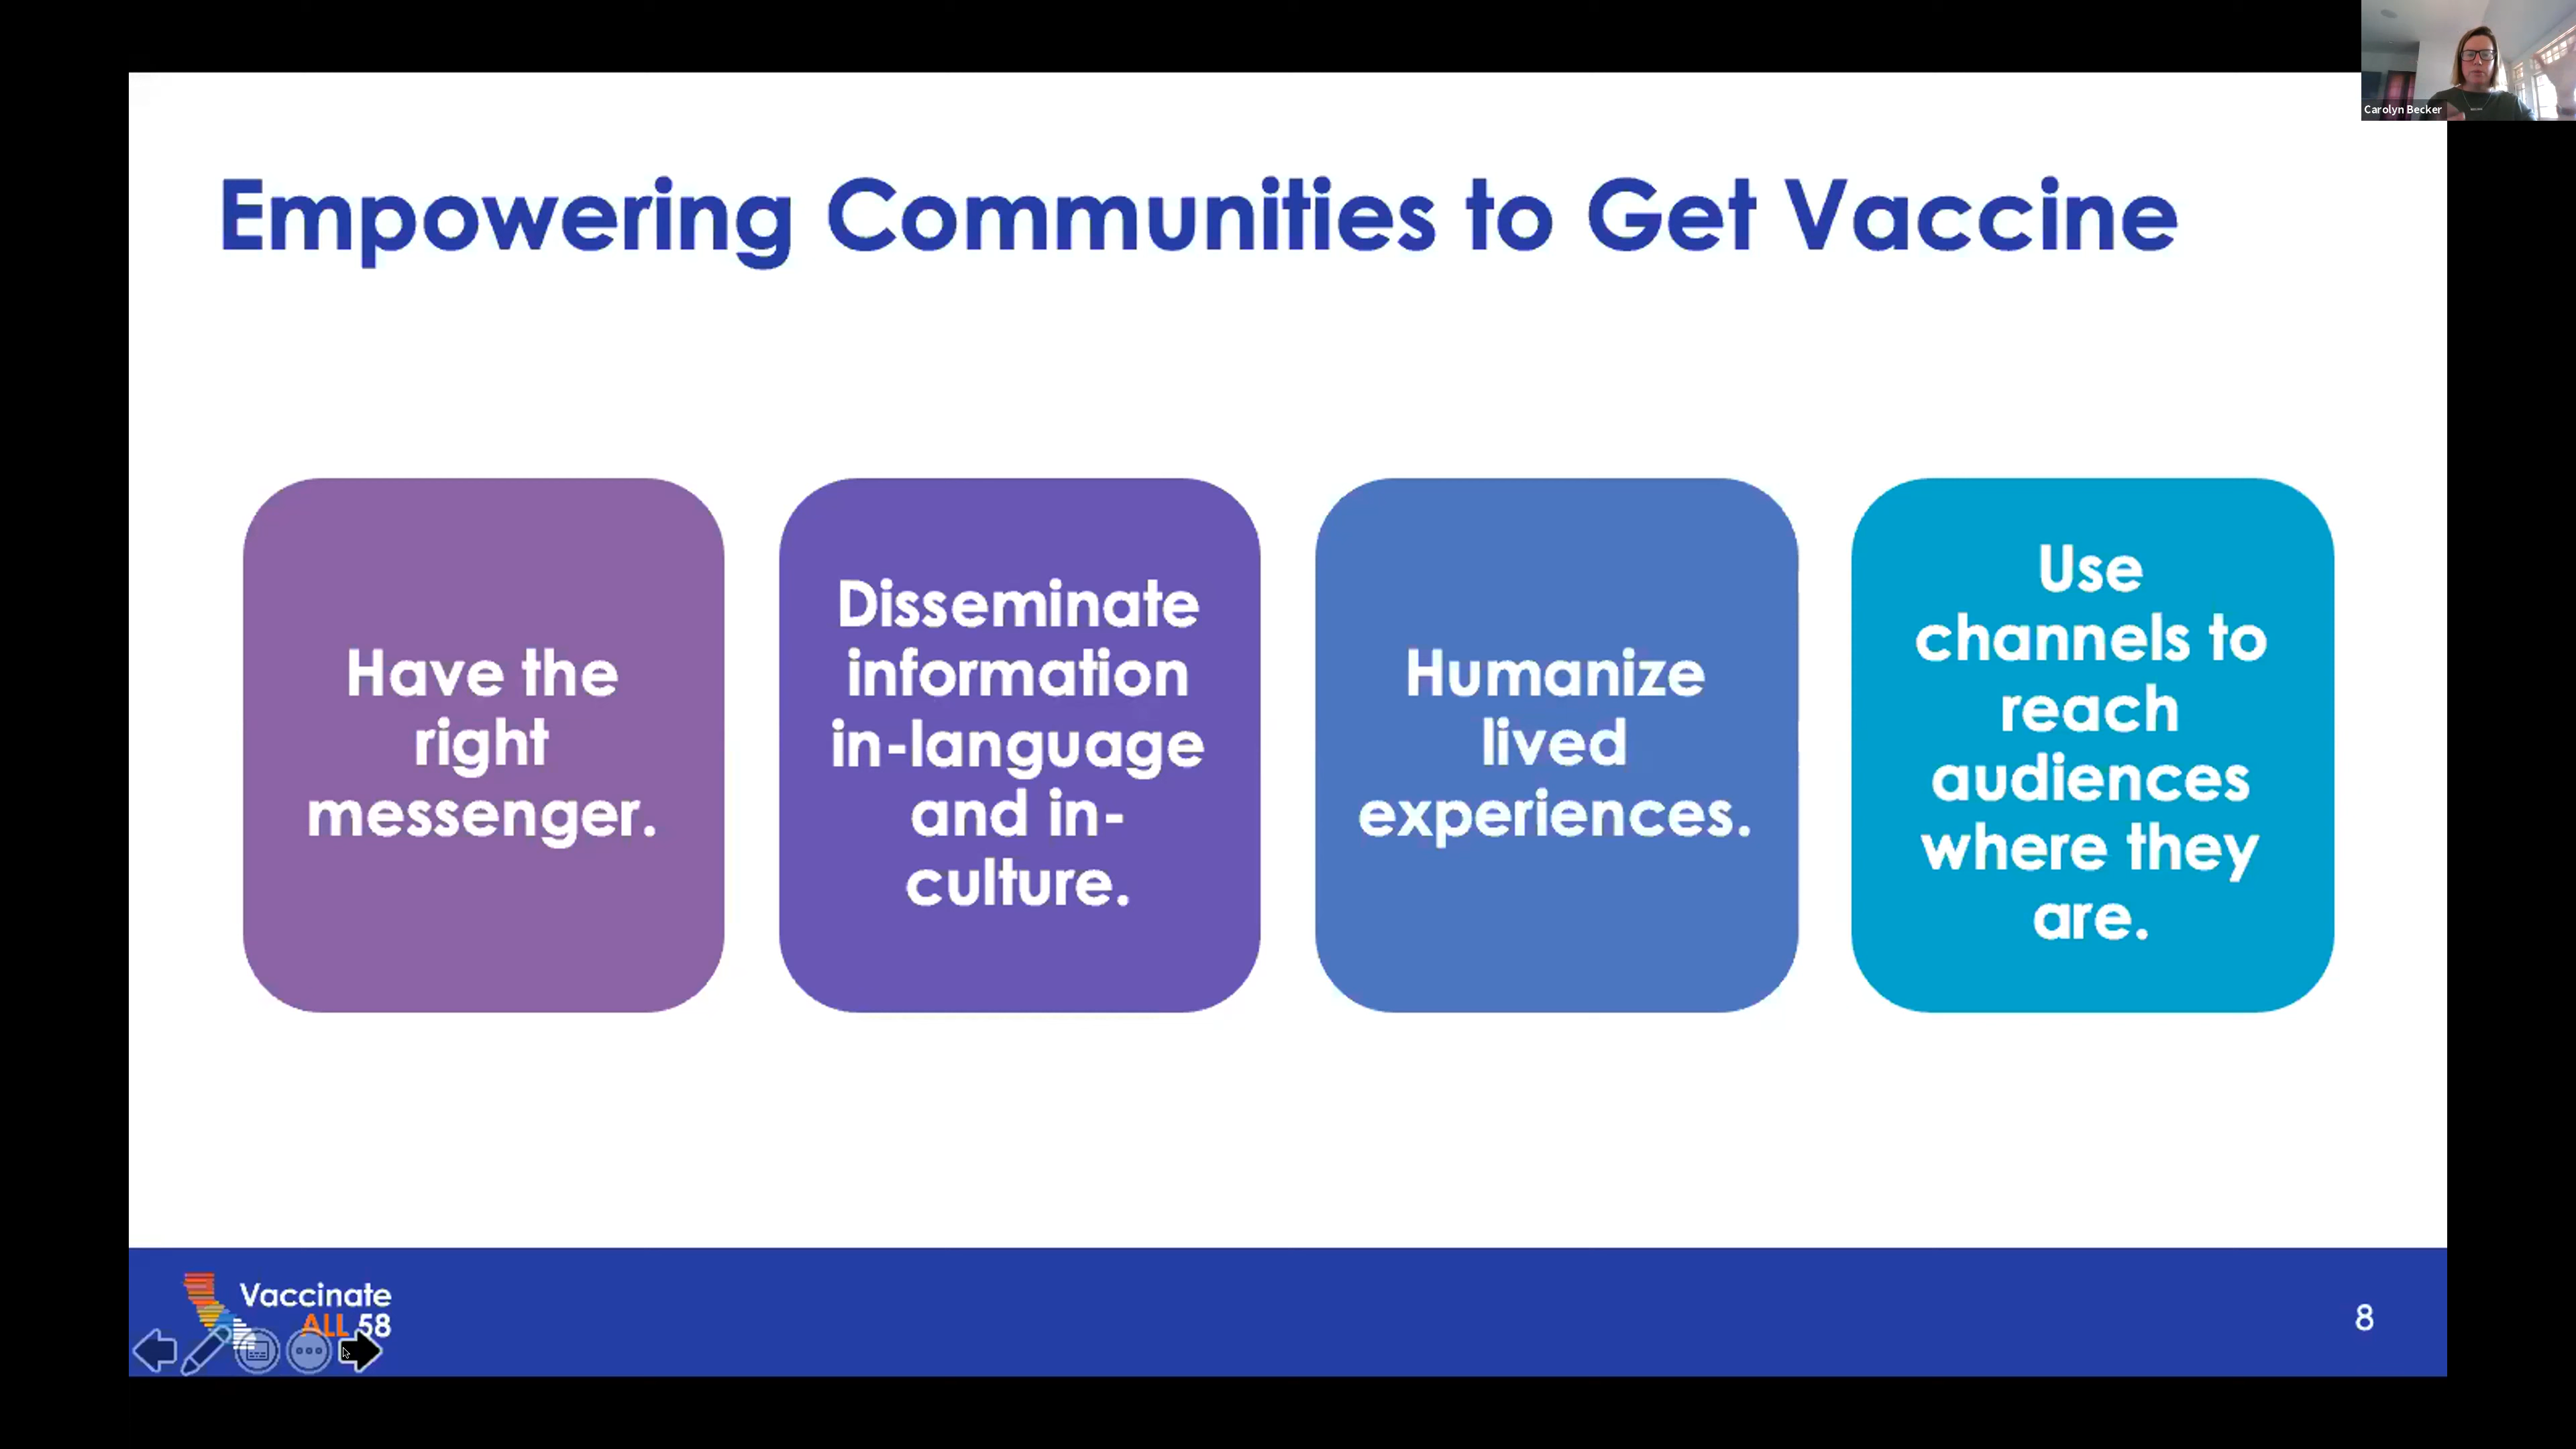 Carolyn Becker
Empowering Communities to Get Vaccine
Have the
right
messenger.
Disseminate
information
in-language
and in-
culture.
Humanize
lived
experiences.
Use
channels to
reach
audiences
where they
are.
Vaccinate
ALL 58
8